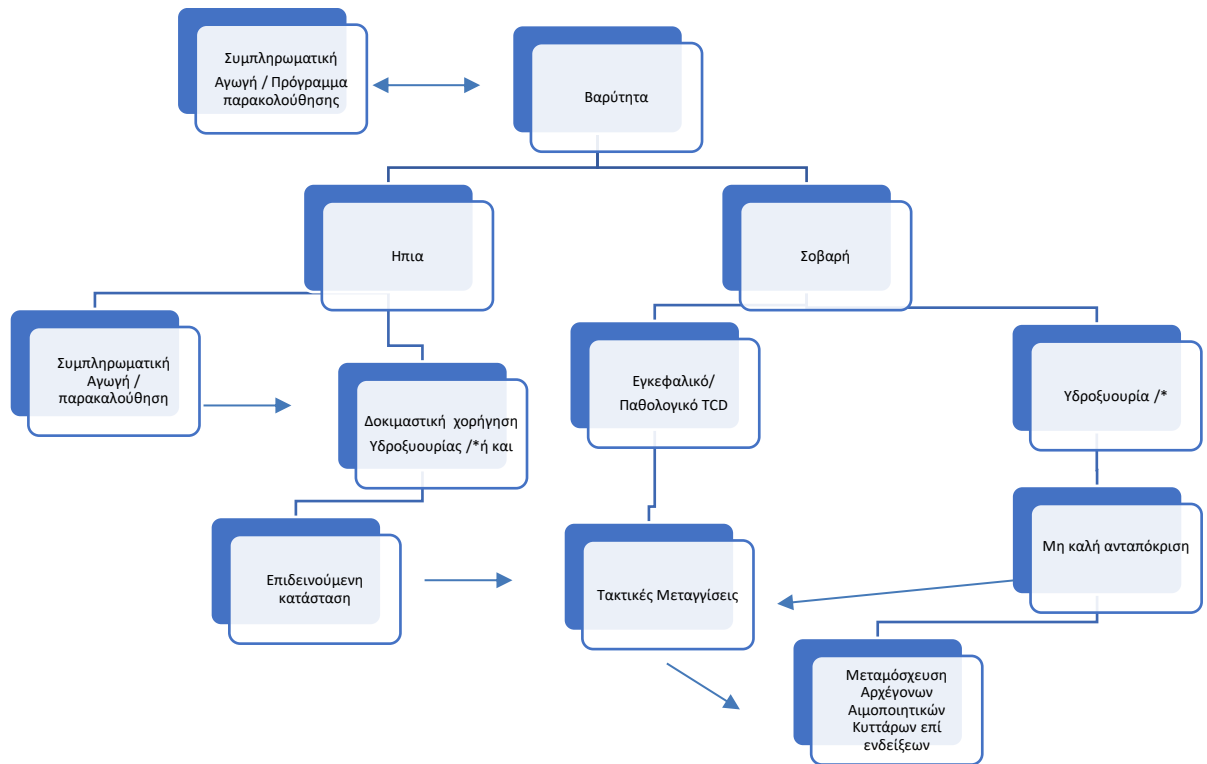 Συμπληρωματική
Αγωγή / Πρόγραμμα
παρακολούθησης
Βαρύτητα
Ηπια
Σοβαρή
Συμπληρωματική
Αγωγή /
παρακαλούθηση
Δοκιμαστική χορήγηση
Υδροξυουρίας /*ή και
Εγκεφαλικό/
Παθολογικό TCD
Υδροξυουρία /*
Επιδεινούμενη
κατάσταση
Τακτικές Μεταγγίσεις
Μη καλή ανταπόκριση
Μεταμόσχευση
Αρχέγονων
Αιμοποιητικών
Κυττάρων επί
ενδείξεων